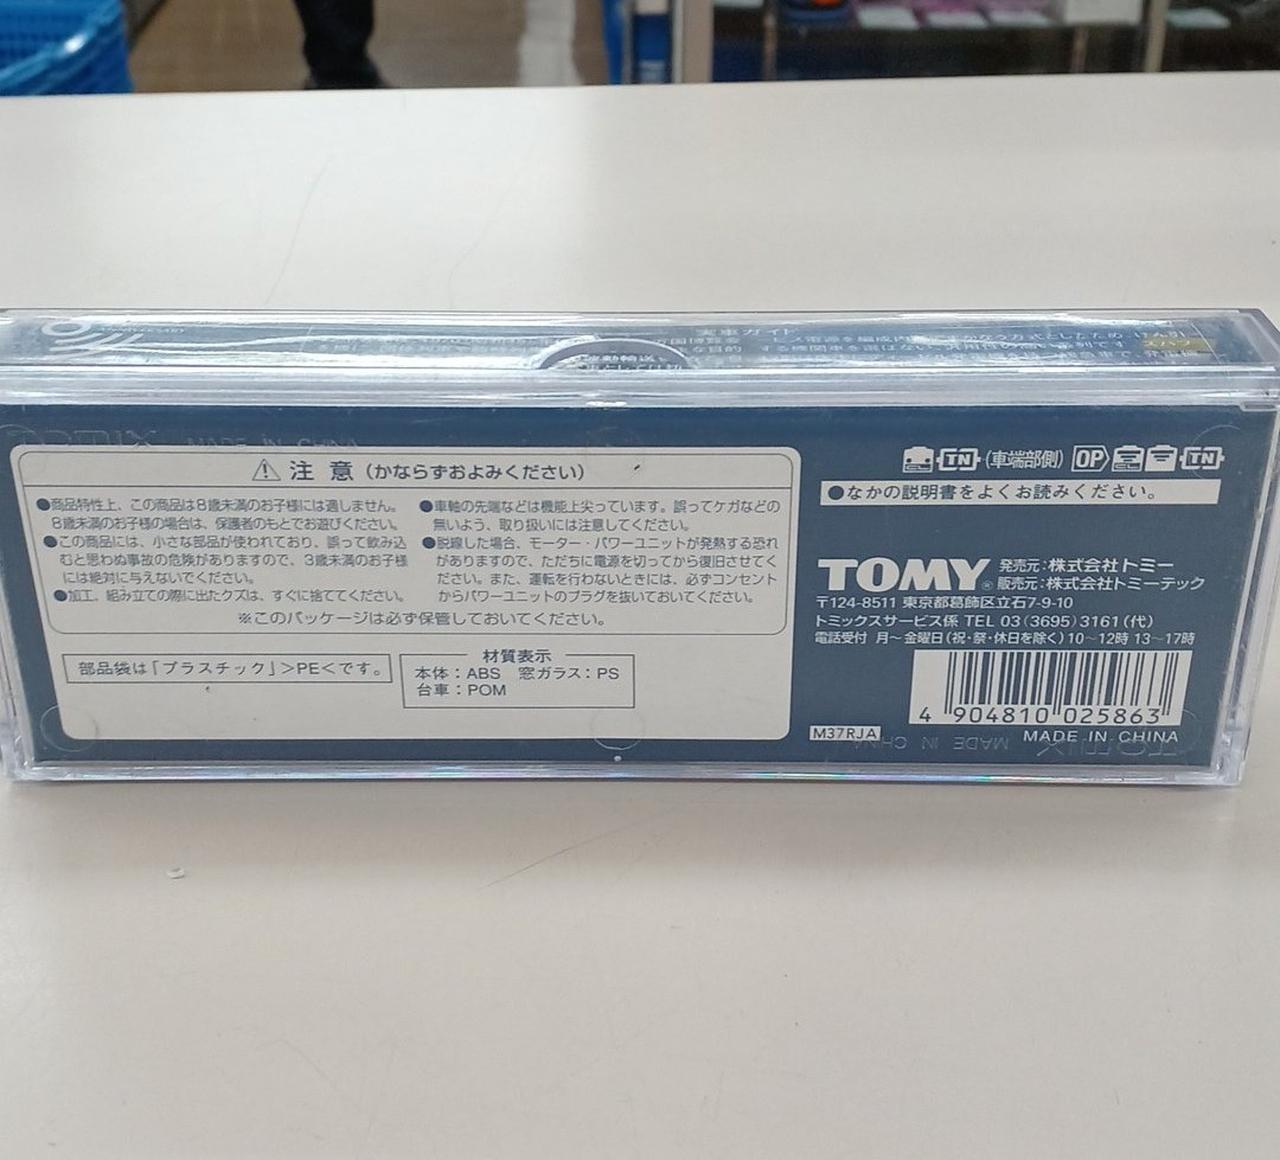 実車ガイド
MADE IN CHINA
⚠ 注意（かならずおよみください）
●商品特性上、この商品は8歳未満のお子様には適しません。
8歳未満のお子様の場合は、保護者のもとでお遊びください。
●この商品には、小さな部品が使われており、誤って飲み込
むと思わぬ事故の危険がありますので、3歳未満のお子様
には絶対に与えないでください。
●加工、組み立ての際に出たクズは、すぐに捨ててください。
●車軸の先端などは機能上尖っています。誤ってケガなどの
無いよう、取り扱いには注意してください。
●脱線した場合、モーター・パワーユニットが発熱する恐れ
がありますので、ただちに電源を切ってから復旧させてく
ださい。また、運転を行わないときには、必ずコンセント
からパワーユニットのプラグを抜いておいてください。
※このパッケージは必ず保管しておいてください。
部品袋は「プラスチック」>PE<です。
材質表示
本体：ABS 窓ガラス：PS
台車：POM
TN (車端部側) OP TN
●なかの説明書をよくお読みください。
TOMY® 発売元：株式会社トミー
販売元：株式会社トミーテック
〒124-8511 東京都葛飾区立石7-9-10
トミックスサービス係 TEL 03(3695)3161(代)
電話受付 月〜金曜日(祝・祭・休日を除く)10〜12時 13〜17時
4 904810 025863
M37RJA
MADE IN CHINA